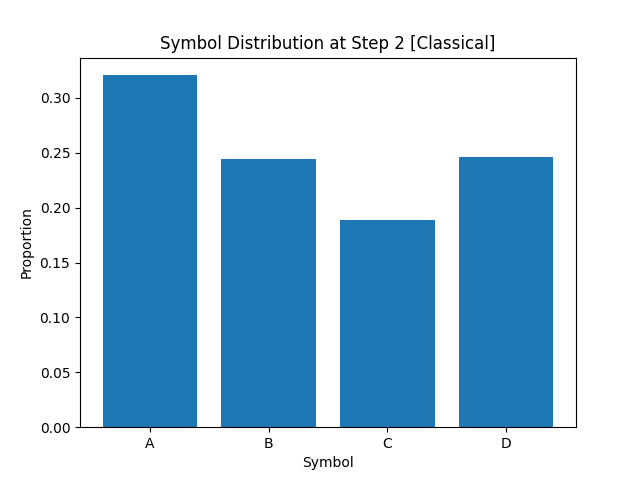 Symbol Distribution at Step 2 [Classical]
Proportion
0.30
0.25
0.20
0.15
0.10
0.05
0.00
A B C D
Symbol